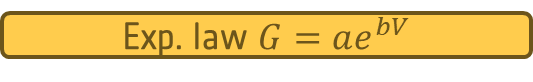 Exp. law G = ae^{bV}